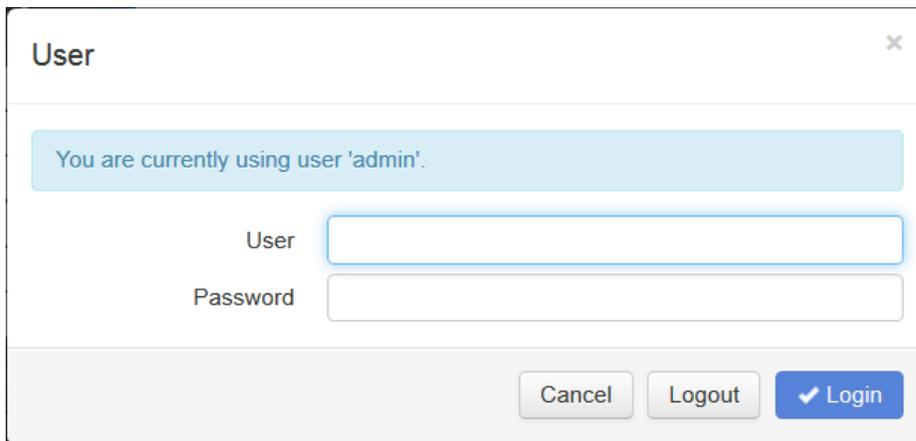 User
×
You are currently using user 'admin'.
User
Password
Cancel Logout ✔ Login